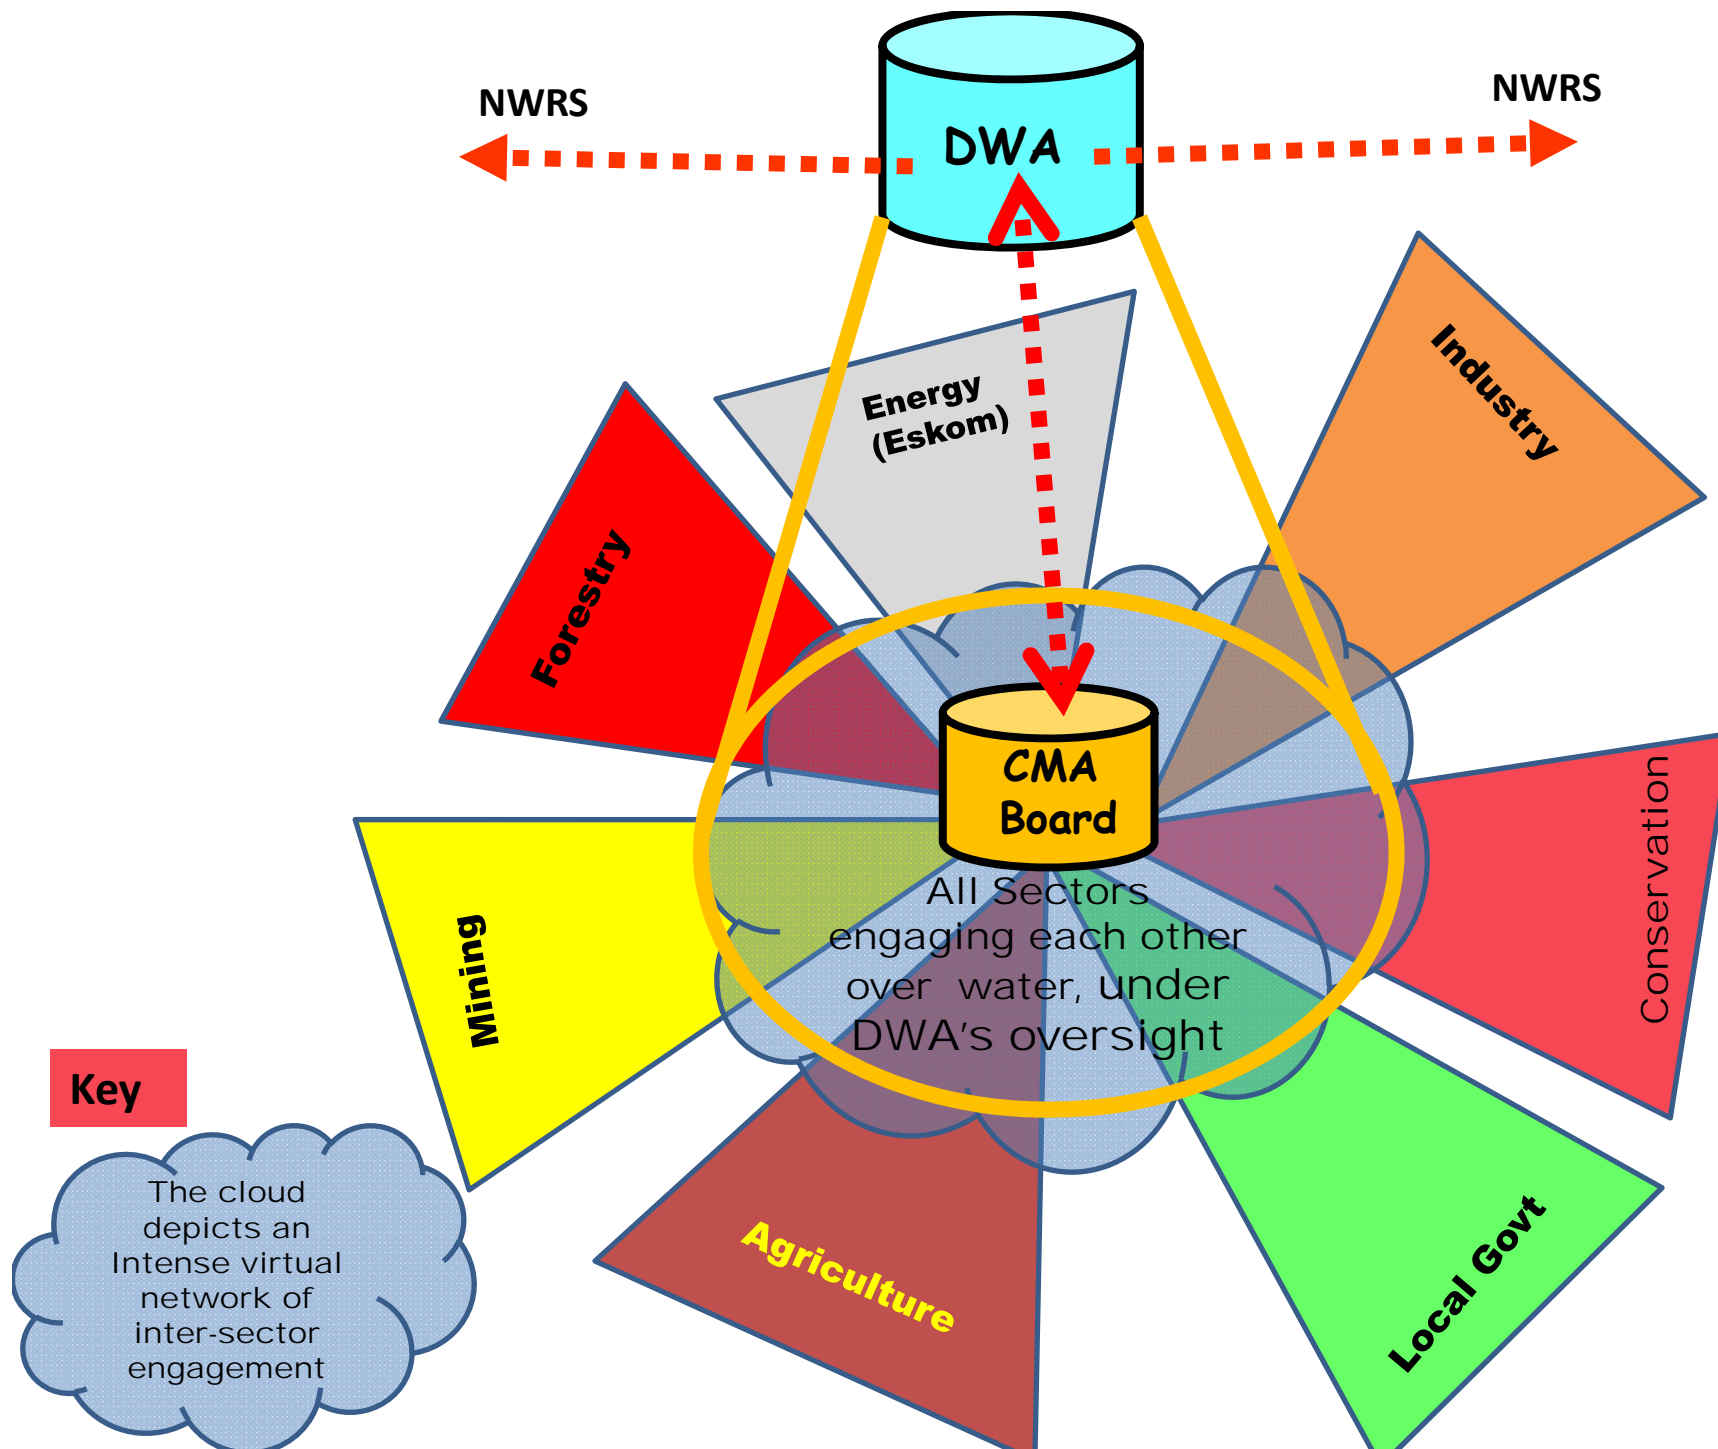 NWRS
NWRS
DWA
Energy
(Eskom)
Industry
Forestry
CMA
Board
Conservation
All Sectors
engaging each other
over water, under
DWA's oversight
Mining
Key
Agriculture
Local Govt
The cloud
depicts an
Intense virtual
network of
inter-sector
engagement